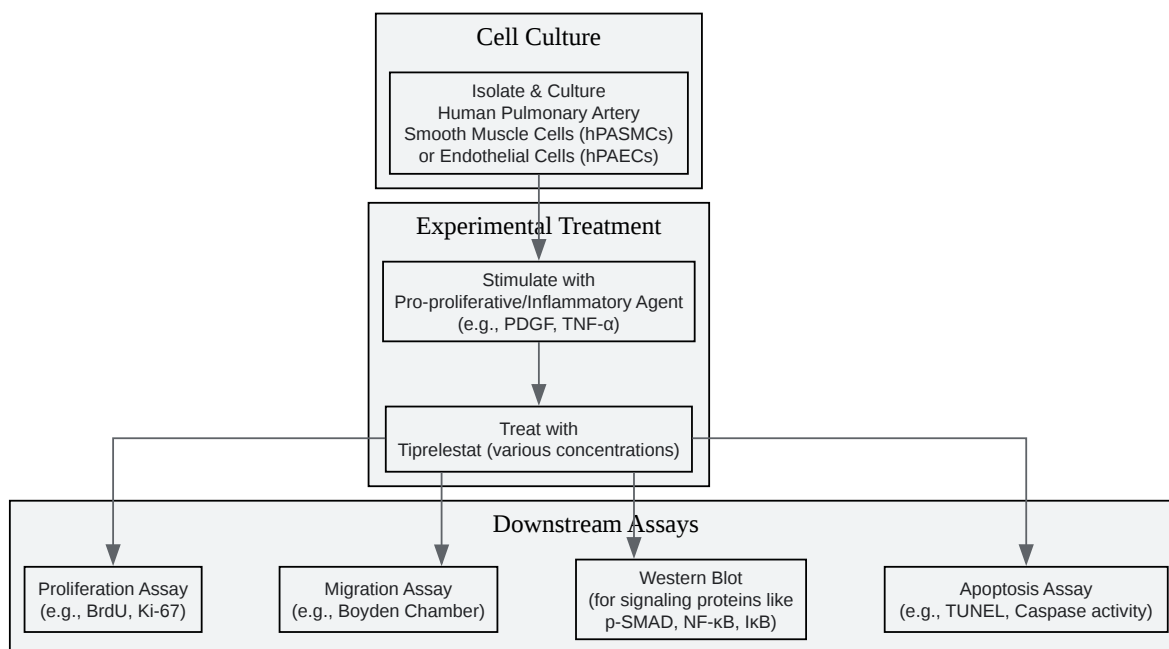 Cell Culture
Isolate & Culture
Human Pulmonary Artery
Smooth Muscle Cells (hPASMCs)
or Endothelial Cells (hPAECs)
Experimental Treatment
Stimulate with
Pro-proliferative/Inflammatory Agent
(e.g., PDGF, TNF-α)
Treat with
Tiprelestat (various concentrations)
Downstream Assays
Proliferation Assay
(e.g., BrdU, Ki-67)
Migration Assay
(e.g., Boyden Chamber)
Western Blot
(for signaling proteins like
p-SMAD, NF-κB, IκB)
Apoptosis Assay
(e.g., TUNEL, Caspase activity)